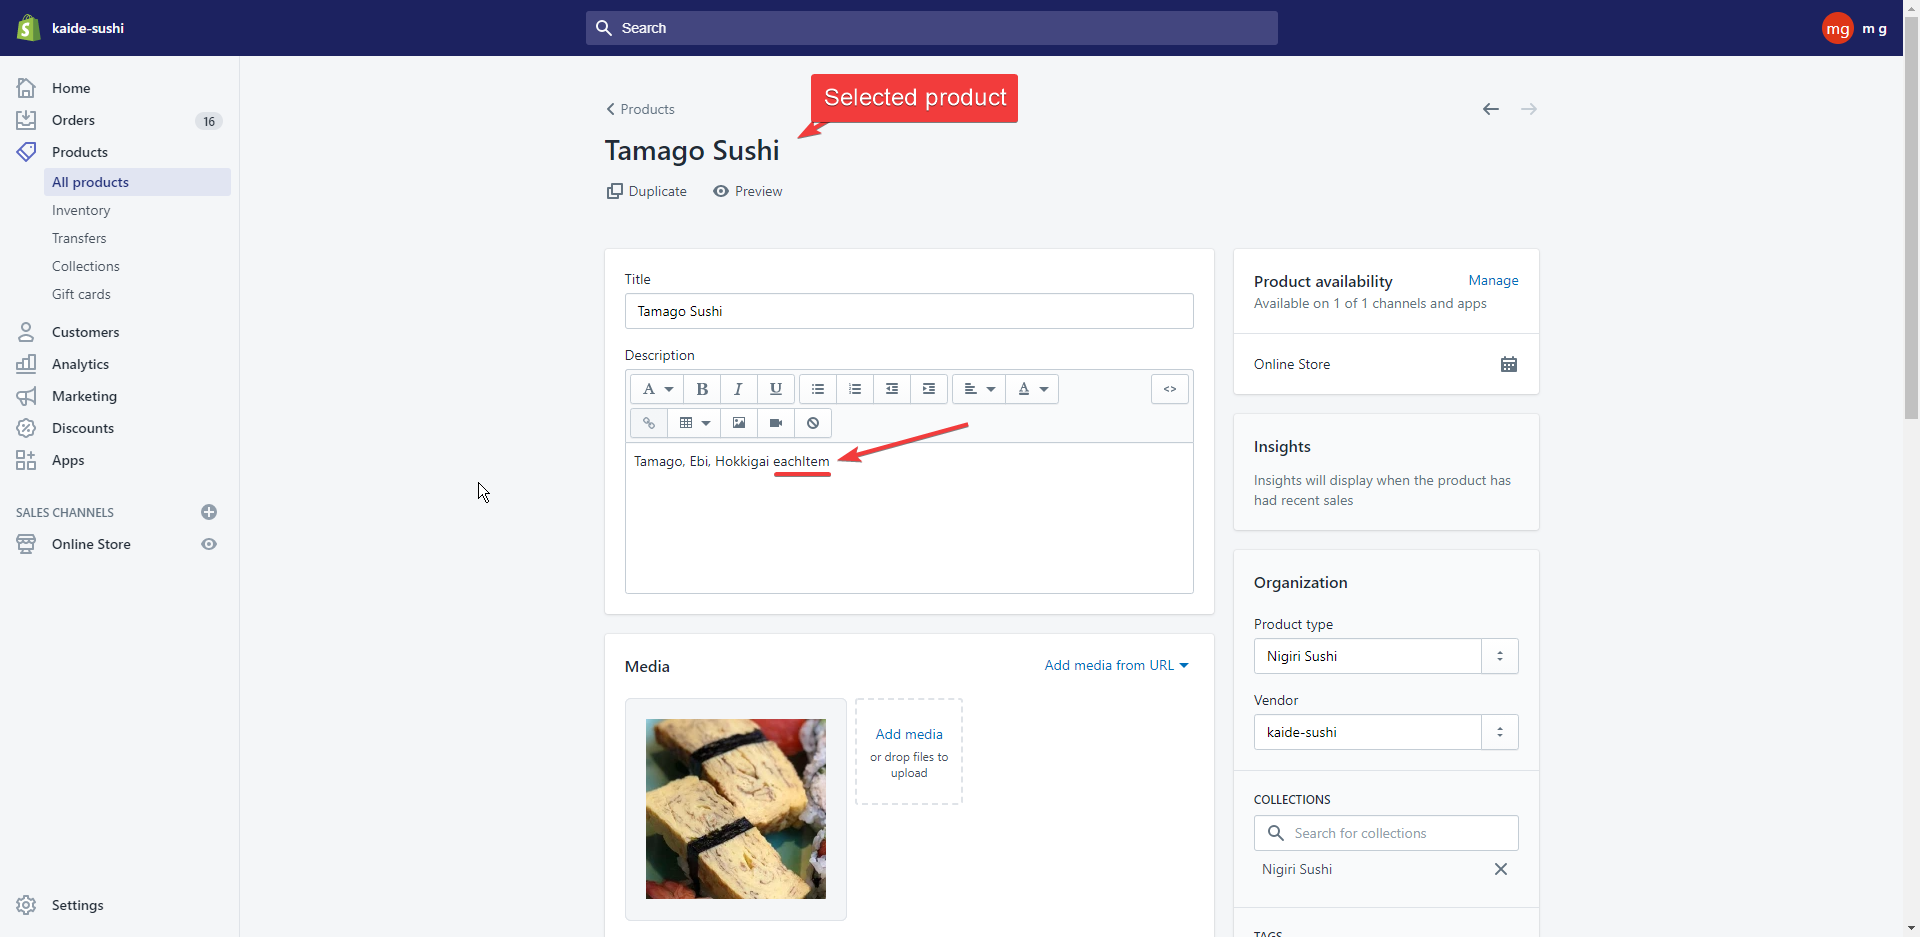 kaide-sushi
Search
mg
m g
Home
Orders
16
Products
All products
Inventory
Transfers
Collections
Gift cards
Customers
Analytics
Marketing
Discounts
Apps
SALES CHANNELS
Online Store
Settings
Products
Selected product
Tamago Sushi
Duplicate
Preview
Title
Tamago Sushi
Description
A
B
I
U
A
<>
Tamago, Ebi, Hokkigai eachItem
Media
Add media from URL
Add media
or drop files to
upload
Product availability
Manage
Available on 1 of 1 channels and apps
Online Store
Insights
Insights will display when the product has
had recent sales
Organization
Product type
Nigiri Sushi
Vendor
kaide-sushi
COLLECTIONS
Search for collections
Nigiri Sushi
TAGS